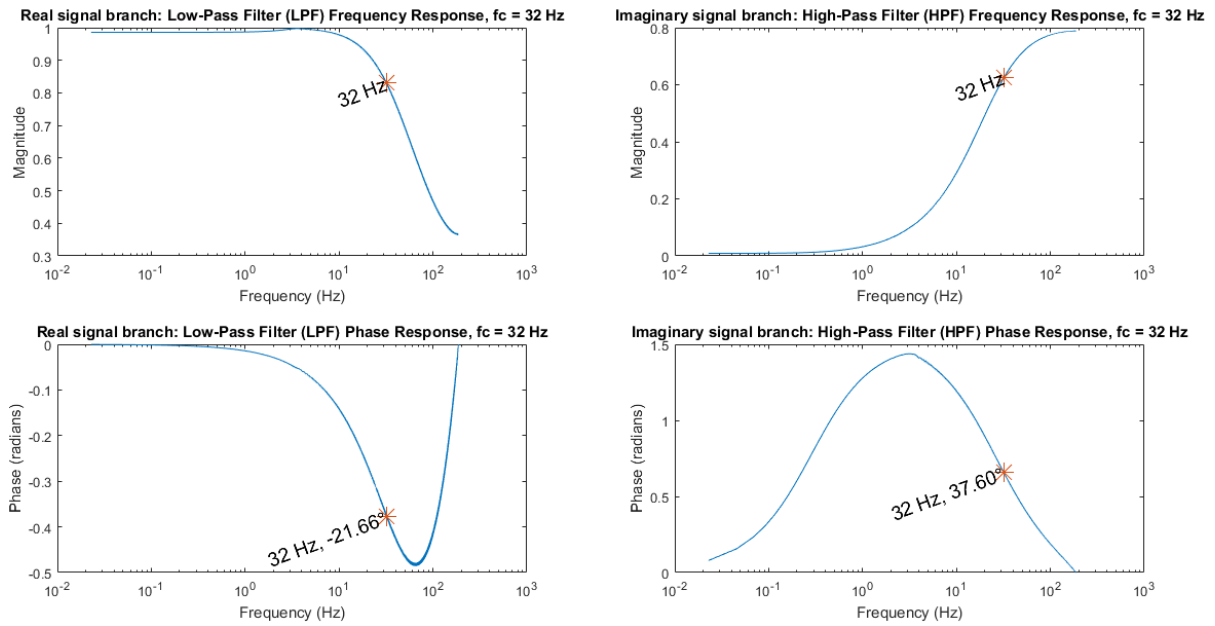 Real signal branch: Low-Pass Filter (LPF) Frequency Response, fc = 32 Hz
1
0.9
0.8
0.7
0.6
0.5
0.4
0.3
Magnitude
32 Hz
10^-2
10^-1
10^0
10^1
10^2
10^3
Frequency (Hz)
Imaginary signal branch: High-Pass Filter (HPF) Frequency Response, fc = 32 Hz
0.8
0.6
0.4
0.2
0
Magnitude
32 Hz
10^-2
10^-1
10^0
10^1
10^2
10^3
Frequency (Hz)
Real signal branch: Low-Pass Filter (LPF) Phase Response, fc = 32 Hz
0
-0.1
-0.2
-0.3
-0.4
-0.5
Phase (radians)
32 Hz, -21.66°
10^-2
10^-1
10^0
10^1
10^2
10^3
Frequency (Hz)
Imaginary signal branch: High-Pass Filter (HPF) Phase Response, fc = 32 Hz
1.5
1
0.5
0
Phase (radians)
32 Hz, 37.60°
10^-2
10^-1
10^0
10^1
10^2
10^3
Frequency (Hz)